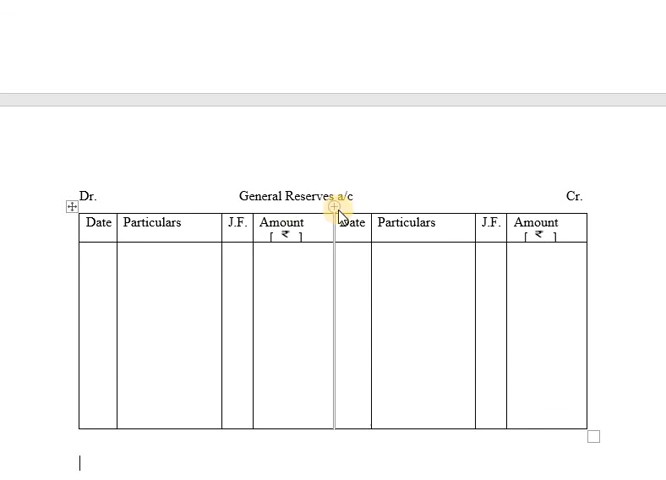 Dr. General Reserves a/c Cr.
Date Particulars J.F. Amount Date Particulars J.F. Amount
[ ₹ ] [ ₹ ]